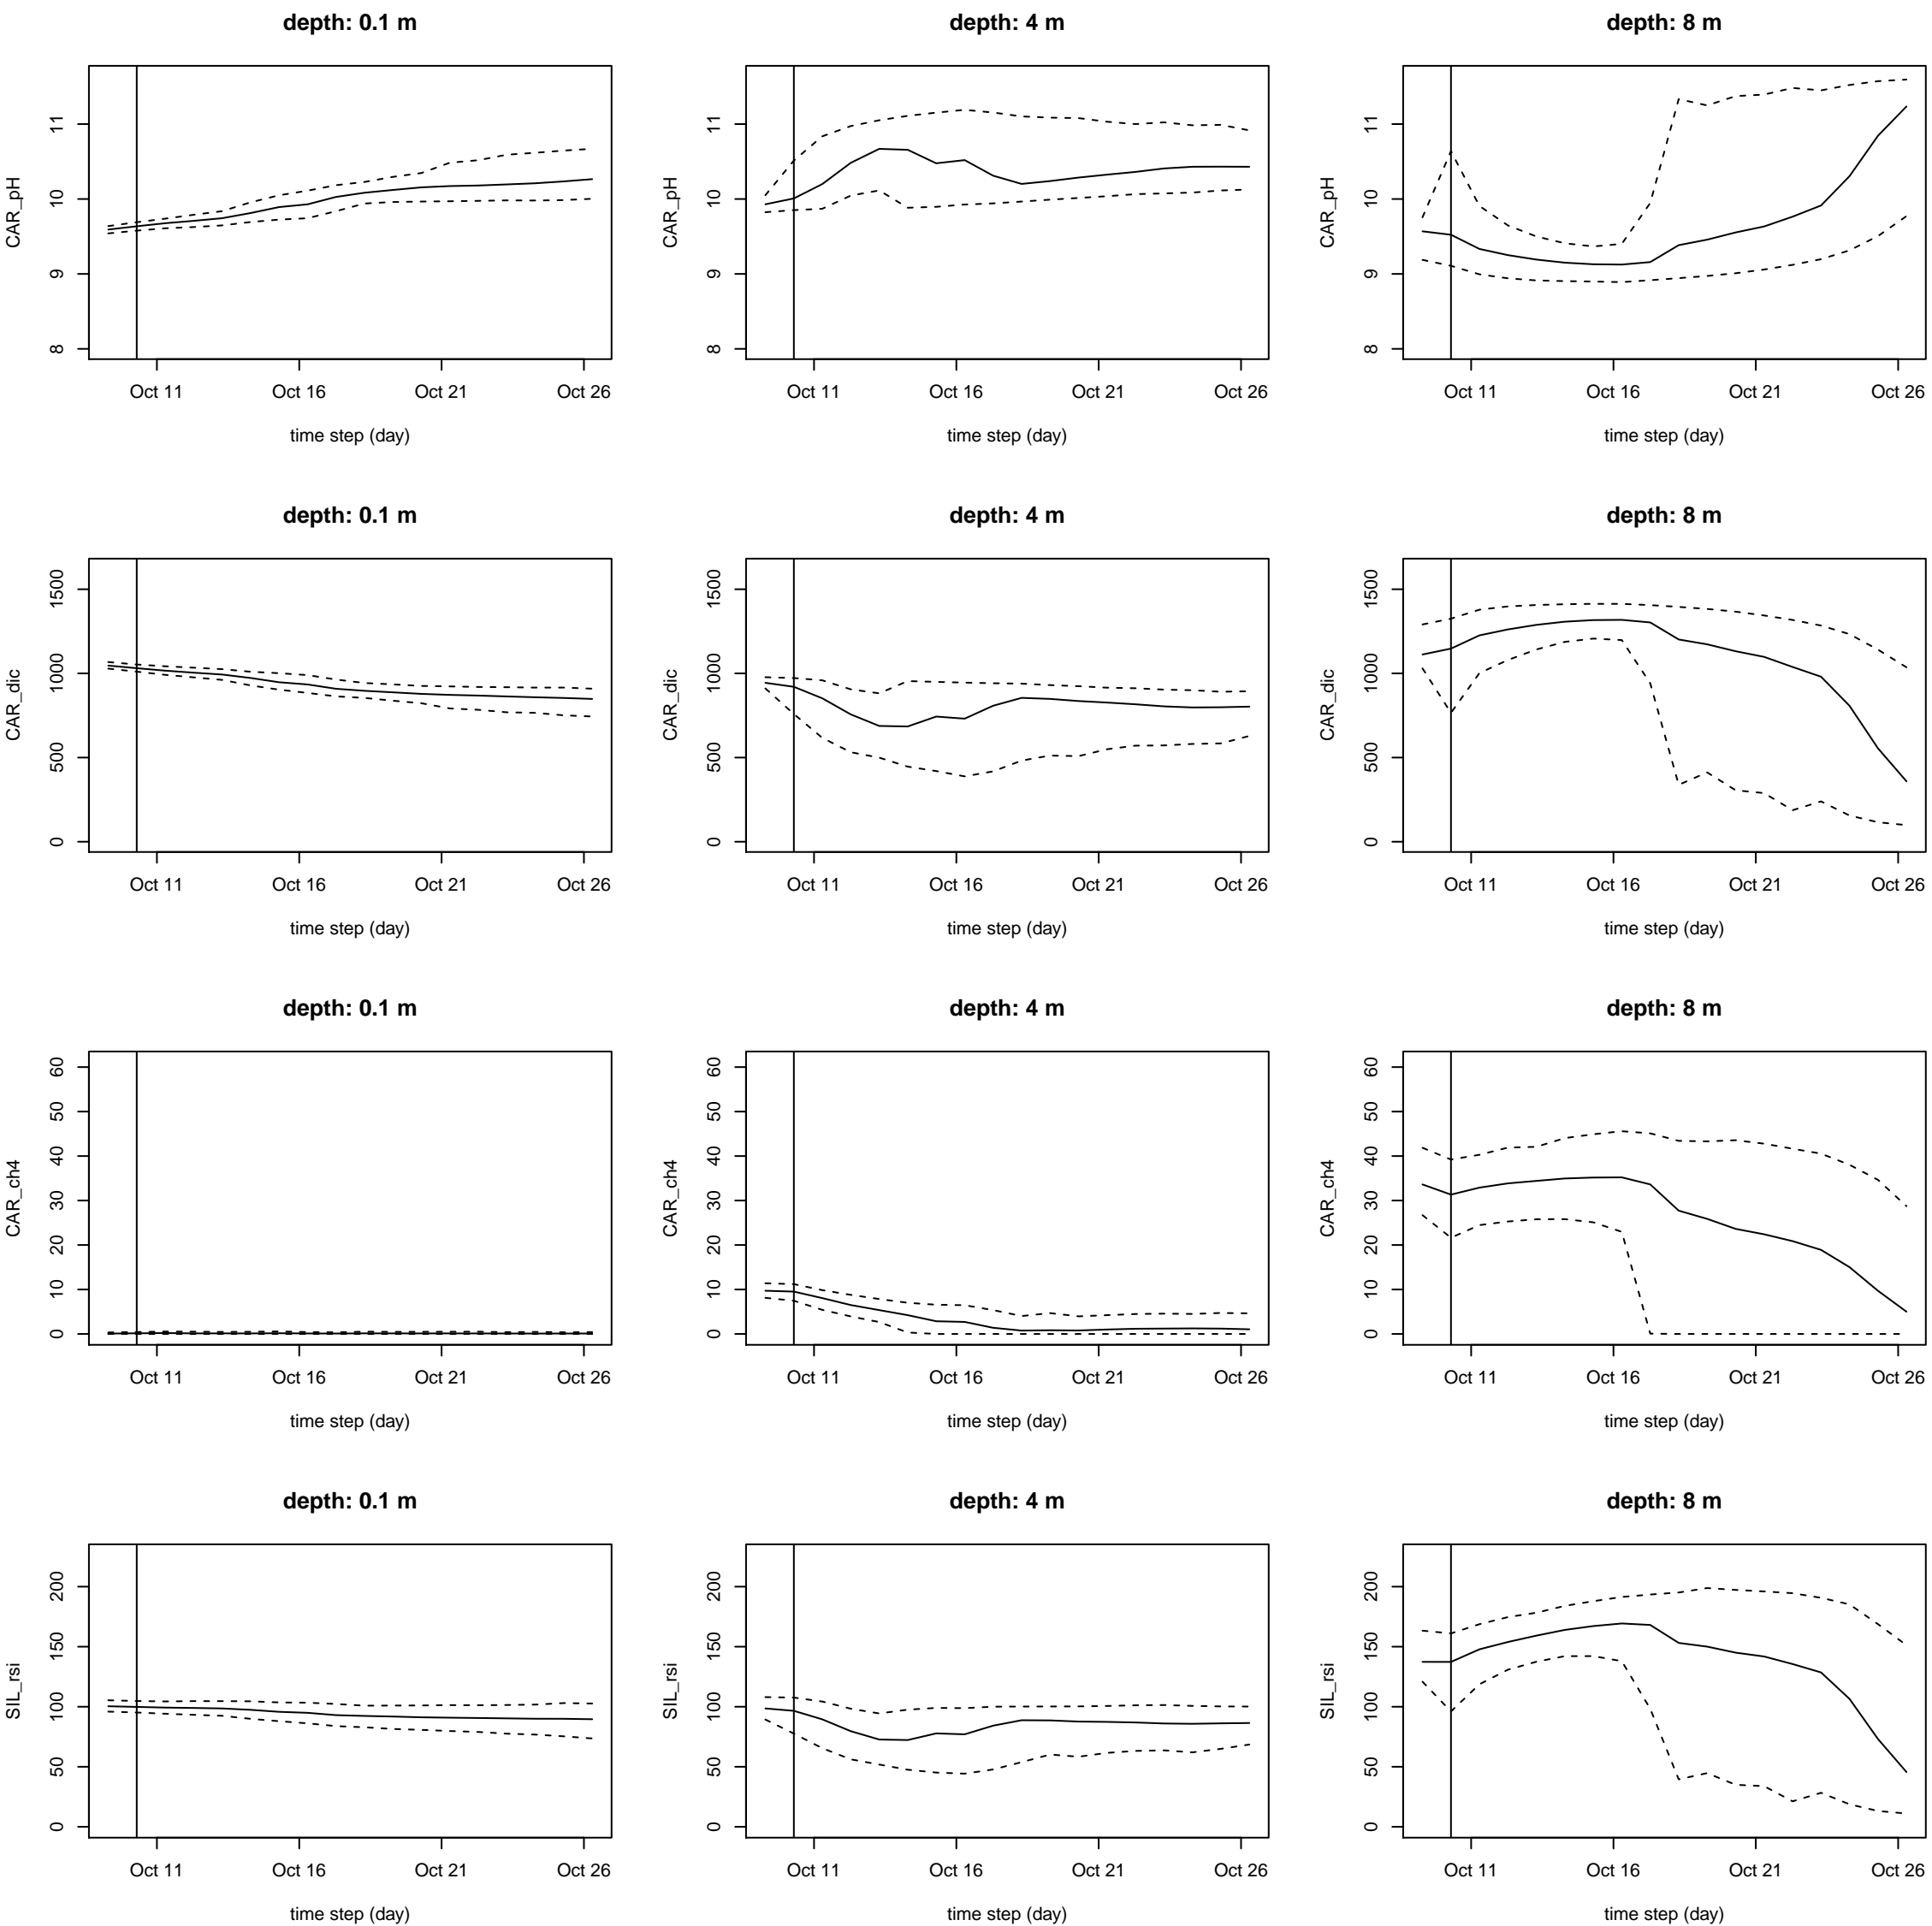 depth: 0.1 m
CAR_pH
8 9 10 11
Oct 11 Oct 16 Oct 21 Oct 26
time step (day)
depth: 4 m
CAR_pH
8 9 10 11
Oct 11 Oct 16 Oct 21 Oct 26
time step (day)
depth: 8 m
CAR_pH
8 9 10 11
Oct 11 Oct 16 Oct 21 Oct 26
time step (day)
depth: 0.1 m
CAR_dic
0 500 1000 1500
Oct 11 Oct 16 Oct 21 Oct 26
time step (day)
depth: 4 m
CAR_dic
0 500 1000 1500
Oct 11 Oct 16 Oct 21 Oct 26
time step (day)
depth: 8 m
CAR_dic
0 500 1000 1500
Oct 11 Oct 16 Oct 21 Oct 26
time step (day)
depth: 0.1 m
CAR_ch4
0 10 20 30 40 50 60
Oct 11 Oct 16 Oct 21 Oct 26
time step (day)
depth: 4 m
CAR_ch4
0 10 20 30 40 50 60
Oct 11 Oct 16 Oct 21 Oct 26
time step (day)
depth: 8 m
CAR_ch4
0 10 20 30 40 50 60
Oct 11 Oct 16 Oct 21 Oct 26
time step (day)
depth: 0.1 m
SIL_rsi
0 50 100 150 200
Oct 11 Oct 16 Oct 21 Oct 26
time step (day)
depth: 4 m
SIL_rsi
0 50 100 150 200
Oct 11 Oct 16 Oct 21 Oct 26
time step (day)
depth: 8 m
SIL_rsi
0 50 100 150 200
Oct 11 Oct 16 Oct 21 Oct 26
time step (day)